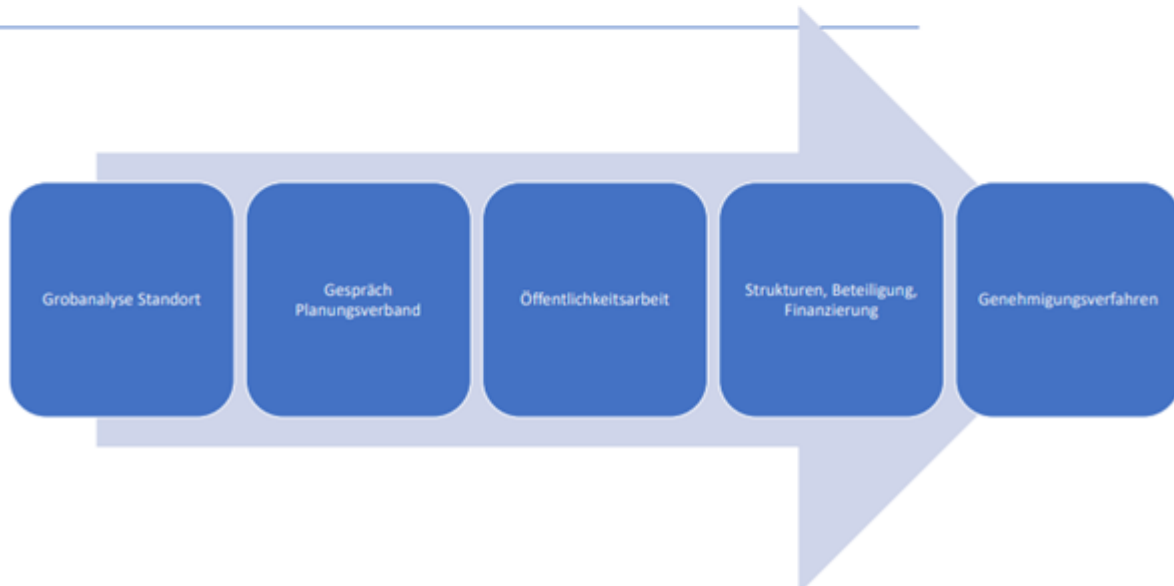 Grobanalyse Standort
Gespräch
Planungsverband
Öffentlichkeitsarbeit
Strukturen, Beteiligung,
Finanzierung
Genehmigungsverfahren